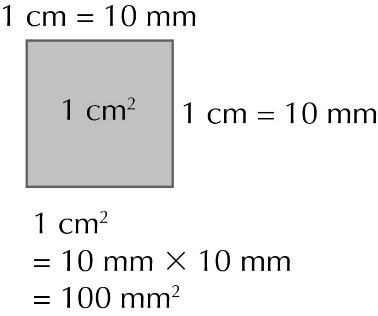 1 cm = 10 mm
1 cm²
1 cm = 10 mm
1 cm²
= 10 mm × 10 mm
= 100 mm²